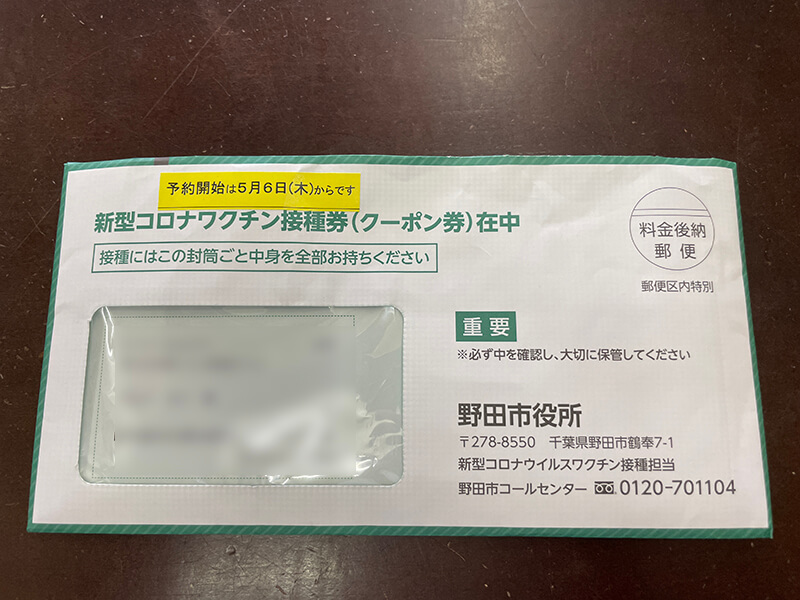 予約開始は5月6日(木)からです
新型コロナワクチン接種券(クーポン券)在中
接種にはこの封筒ごと中身を全部お持ちください
料金後納
郵便
郵便区内特別
重要
※必ず中を確認し、大切に保管してください
野田市役所
〒278-8550 千葉県野田市鶴奉7-1
新型コロナウイルスワクチン接種担当
野田市コールセンター 0120-701104